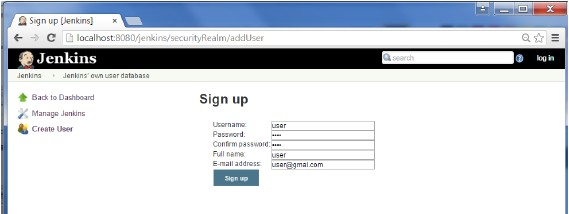 Sign up [Jenkins]
localhost:8080/jenkins/securityRealm/addUser
Jenkins
search
log in
Jenkins
Jenkins' own user database
Back to Dashboard
Manage Jenkins
Create User
Sign up
Username: user
Password: ••••
Confirm password: ••••
Full name: user
E-mail address: user@gmail.com
Sign up